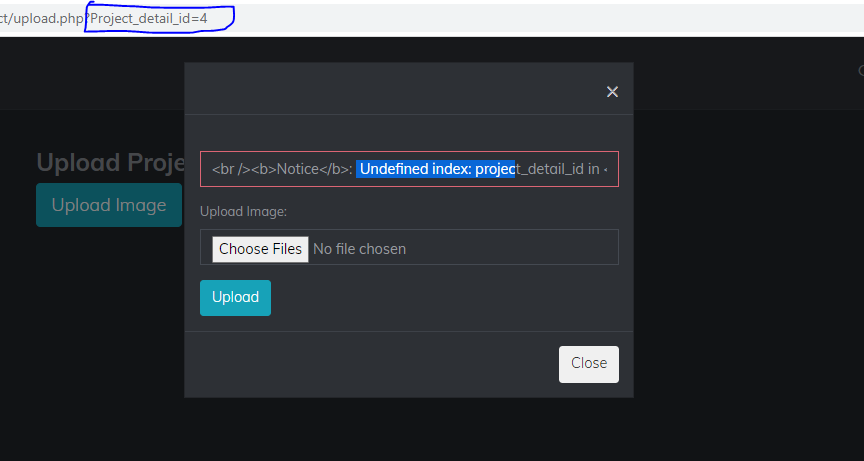 ct/upload.php?Project_detail_id=4
×
Upload Proje
Upload Image
<br /><b>Notice</b>:  Undefined index: project_detail_id in <
Upload Image:
Choose Files No file chosen
Upload
Close